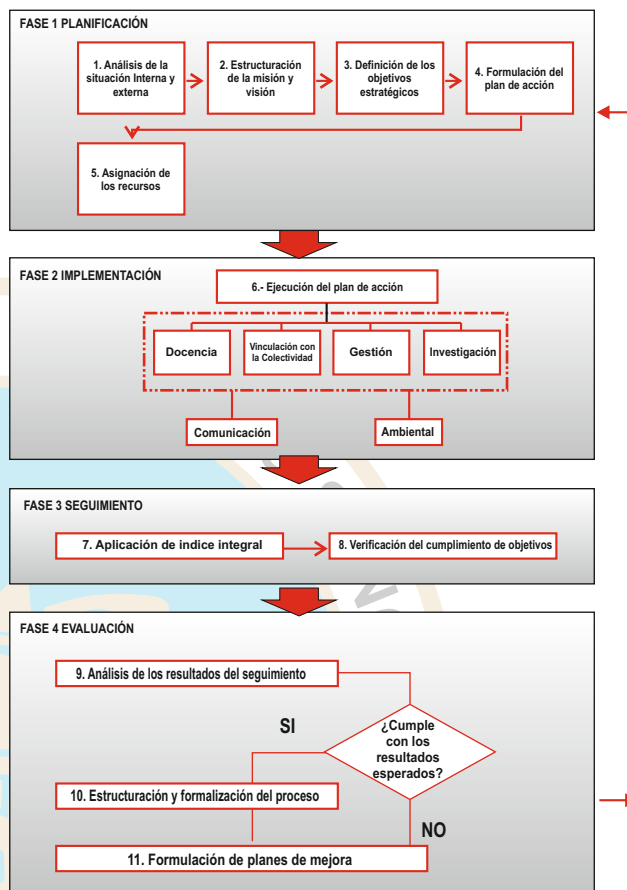 FASE 1 PLANIFICACIÓN
1. Análisis de la
situación Interna y
externa
2. Estructuración
de la misión y
visión
3. Definición de los
objetivos
estratégicos
4. Formulación del
plan de acción
5. Asignación de
los recursos
FASE 2 IMPLEMENTACIÓN
6.- Ejecución del plan de acción
Docencia
Vinculación con
la Colectividad
Gestión
Investigación
Comunicación
Ambiental
FASE 3 SEGUIMIENTO
7. Aplicación de indice integral
8. Verificación del cumplimiento de objetivos
FASE 4 EVALUACIÓN
9. Análisis de los resultados del seguimiento
¿Cumple
con los
resultados
esperados?
SI
10. Estructuración y formalización del proceso
NO
11. Formulación de planes de mejora